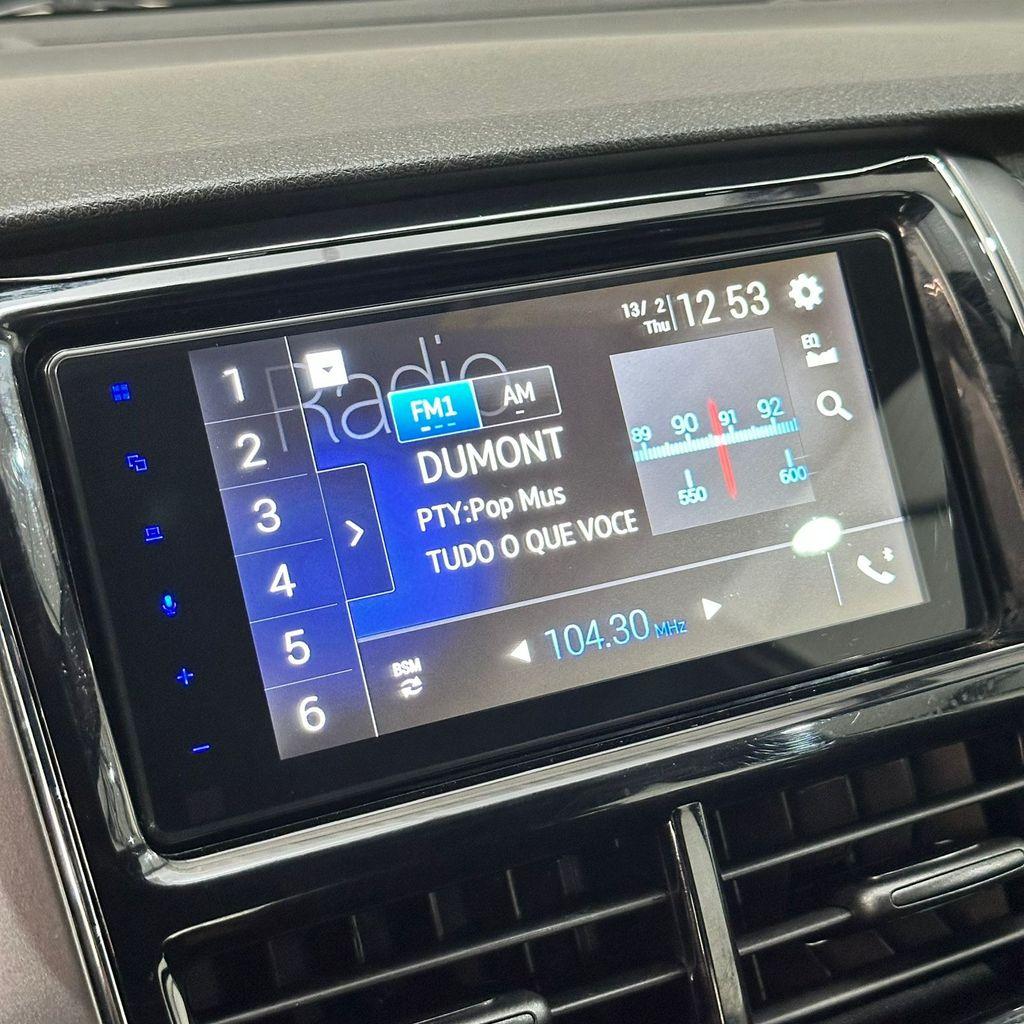 13/ 2
Thu
12 53
Radio
EQ
1
2
3
4
5
6
FM1
AM
DUMONT
PTY:Pop Mus
TUDO O QUE VOCE
89 90 91 92
550 600
104.30 MHz
BSM
+
−